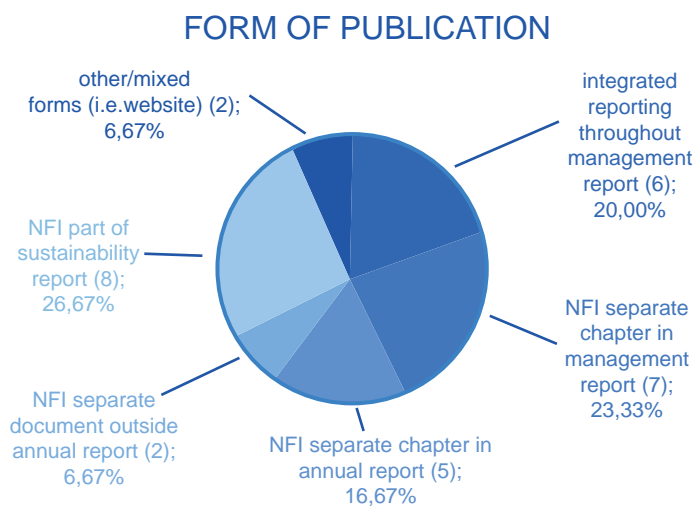 FORM OF PUBLICATION
other/mixed
forms (i.e.website) (2);
6,67%
integrated
reporting
throughout
management
report (6);
20,00%
NFI part of
sustainability
report (8);
26,67%
NFI separate
chapter in
management
report (7);
23,33%
NFI separate
document outside
annual report (2);
6,67%
NFI separate chapter in
annual report (5);
16,67%